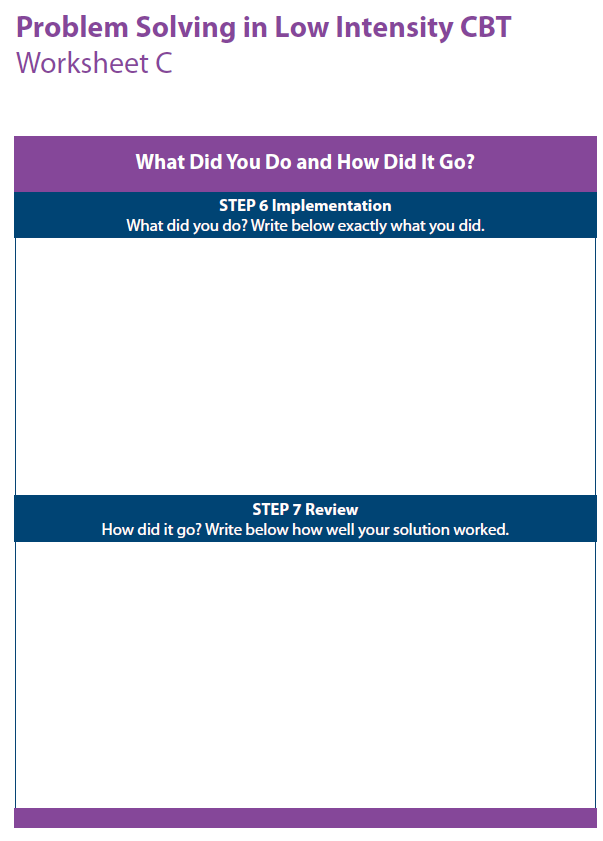 Problem Solving in Low Intensity CBT
Worksheet C
What Did You Do and How Did It Go?
STEP 6 Implementation
What did you do? Write below exactly what you did.
STEP 7 Review
How did it go? Write below how well your solution worked.